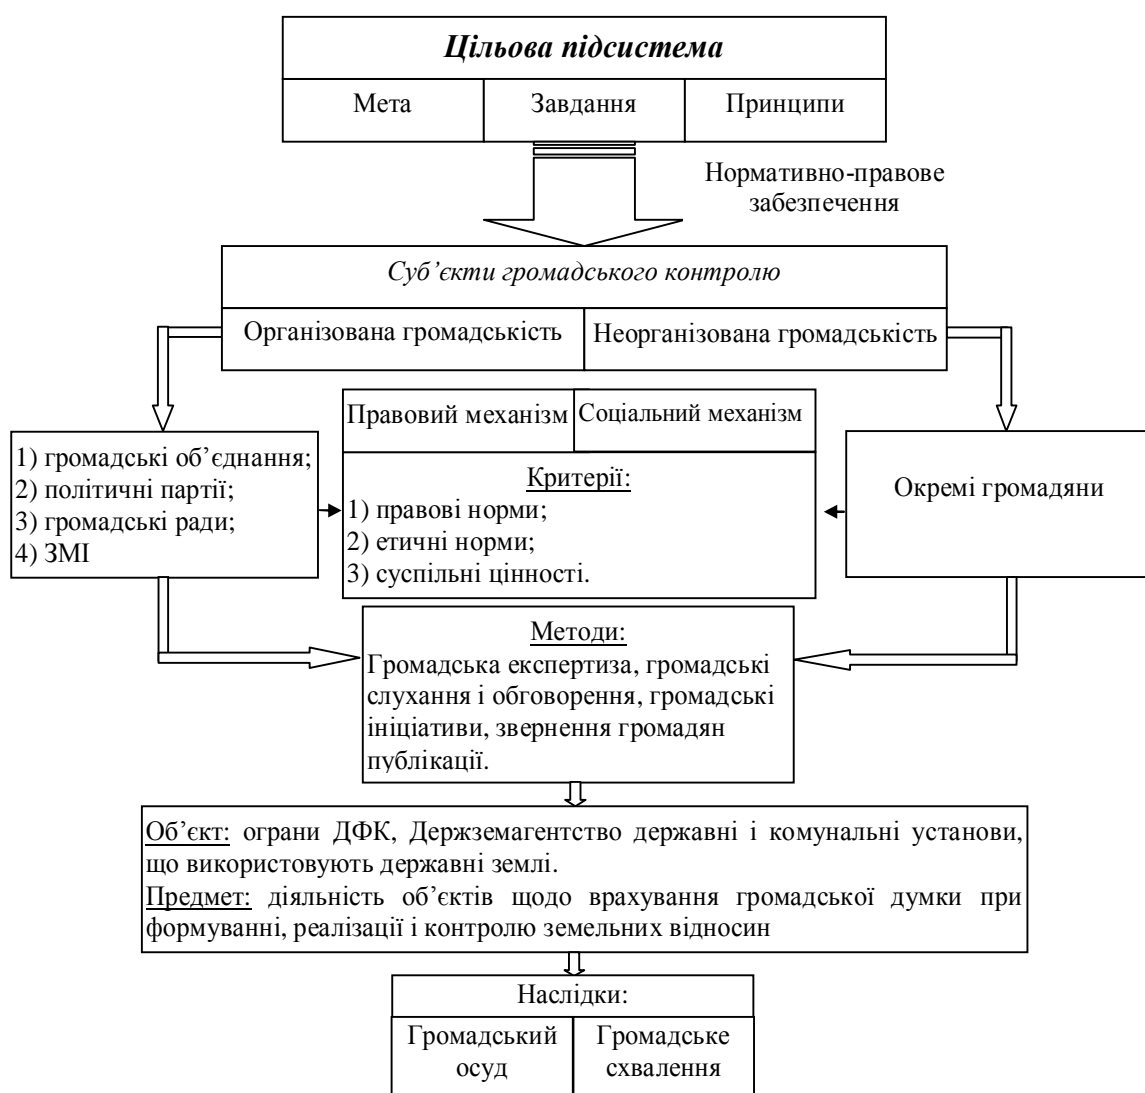 Цільова підсистема
Мета
Завдання
Принципи
Нормативно-правове
забезпечення
Суб’єкти громадського контролю
Організована громадськість
Неорганізована громадськість
Правовий механізм
Соціальний механізм
1) громадські об’єднання;
2) політичні партії;
3) громадські ради;
4) ЗМІ
Критерії:
1) правові норми;
2) етичні норми;
3) суспільні цінності.
Окремі громадяни
Методи:
Громадська експертиза, громадські
слухання і обговорення, громадські
ініціативи, звернення громадян
публікації.
Об’єкт: ограни ДФК, Держземагентство державні і комунальні установи,
що використовують державні землі.
Предмет: діяльність об’єктів щодо врахування громадської думки при
формуванні, реалізації і контролю земельних відносин
Наслідки:
Громадський
осуд
Громадське
схвалення